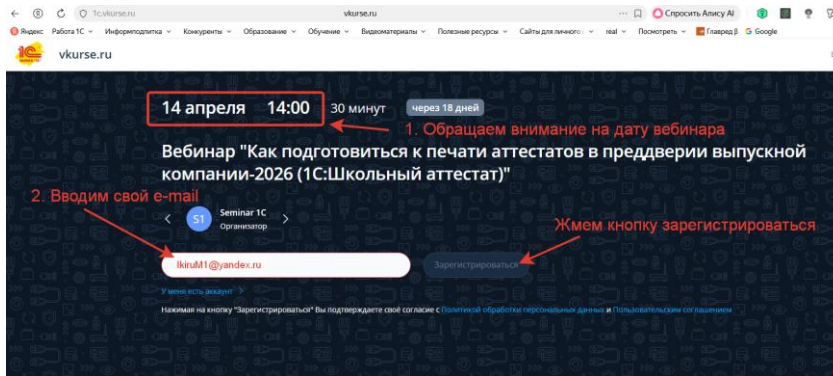 1c.vkurse.ru
vkurse.ru
Спросить Алису AI
Яндекс Работа 1С Информподпитка Конкуренты Образование Обучение Видеоматериалы Полезные ресурсы Сайты для личного real Посмотреть Главред β Google
vkurse.ru
14 апреля 14:00 30 минут через 18 дней
1. Обращаем внимание на дату вебинара
Вебинар "Как подготовиться к печати аттестатов в преддверии выпускной
компании-2026 (1С:Школьный аттестат)"
2. Вводим свой e-mail
S1
Seminar 1C
Организатор
Жмем кнопку зарегистрироваться
IkiruM1@yandex.ru
Зарегистрироваться
У меня есть аккаунт
Нажимая на кнопку "Зарегистрироваться" Вы подтверждаете своё согласие с Политикой обработки персональных данных и Пользовательским соглашением